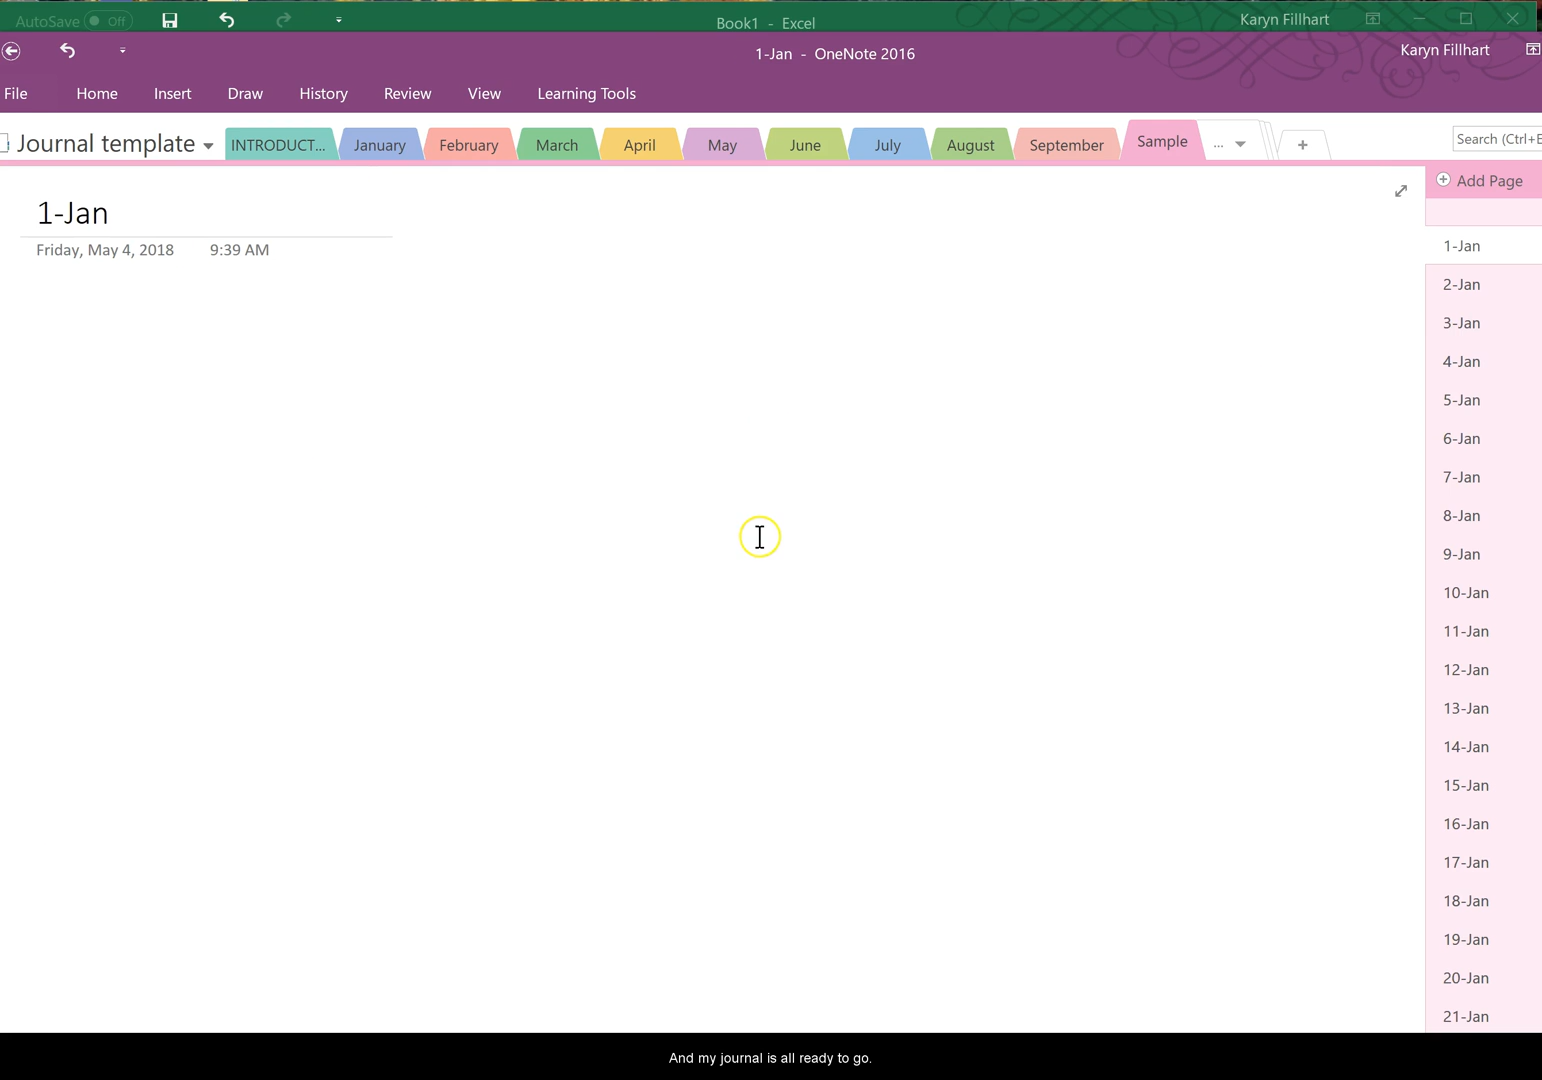 AutoSave Off Book1 - Excel Karyn Fillhart
1-Jan - OneNote 2016 Karyn Fillhart
File Home Insert Draw History Review View Learning Tools
Journal template INTRODUCT... January February March April May June July August September Sample ... + Search (Ctrl+E
Add Page
1-Jan
Friday, May 4, 2018 9:39 AM
1-Jan
2-Jan
3-Jan
4-Jan
5-Jan
6-Jan
7-Jan
8-Jan
9-Jan
10-Jan
11-Jan
12-Jan
13-Jan
14-Jan
15-Jan
16-Jan
17-Jan
18-Jan
19-Jan
20-Jan
21-Jan
And my journal is all ready to go.